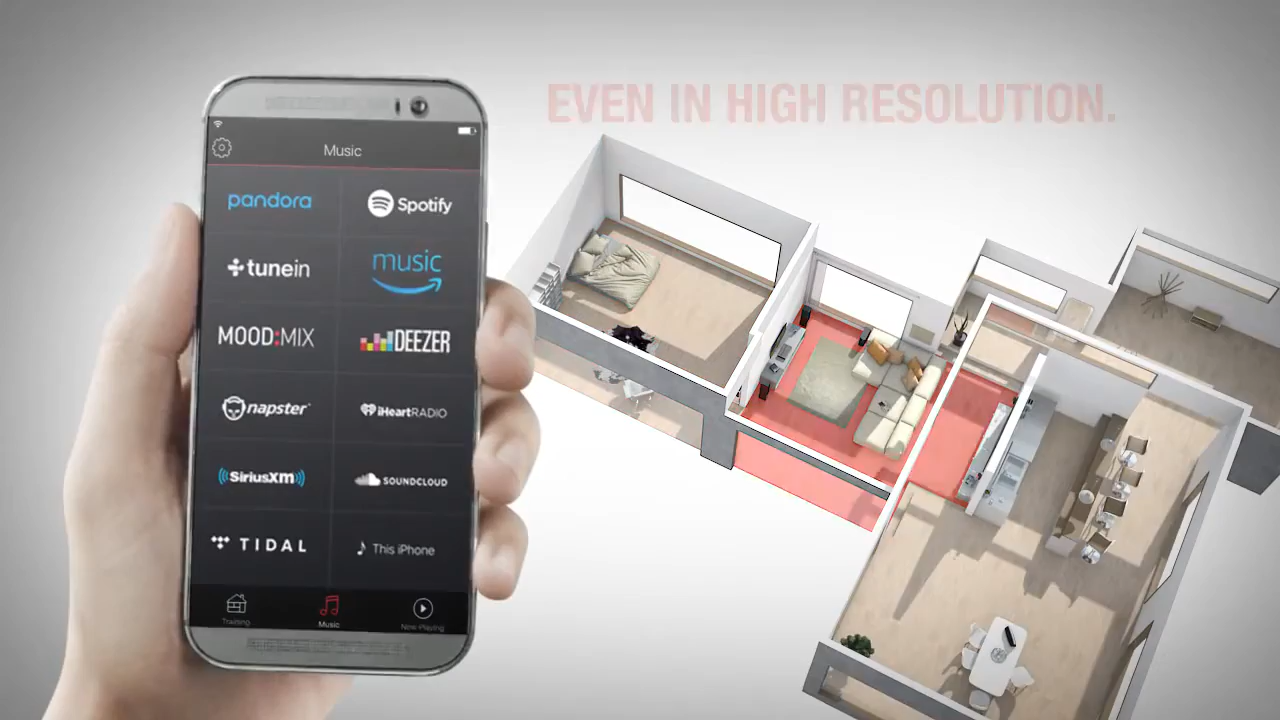 EVEN IN HIGH RESOLUTION.
Music
pandora
Spotify
tunein
music
MOOD:MIX
DEEZER
napster
iHeartRADIO
SiriusXM
SOUNDCLOUD
TIDAL
This iPhone
Music
Now Playing